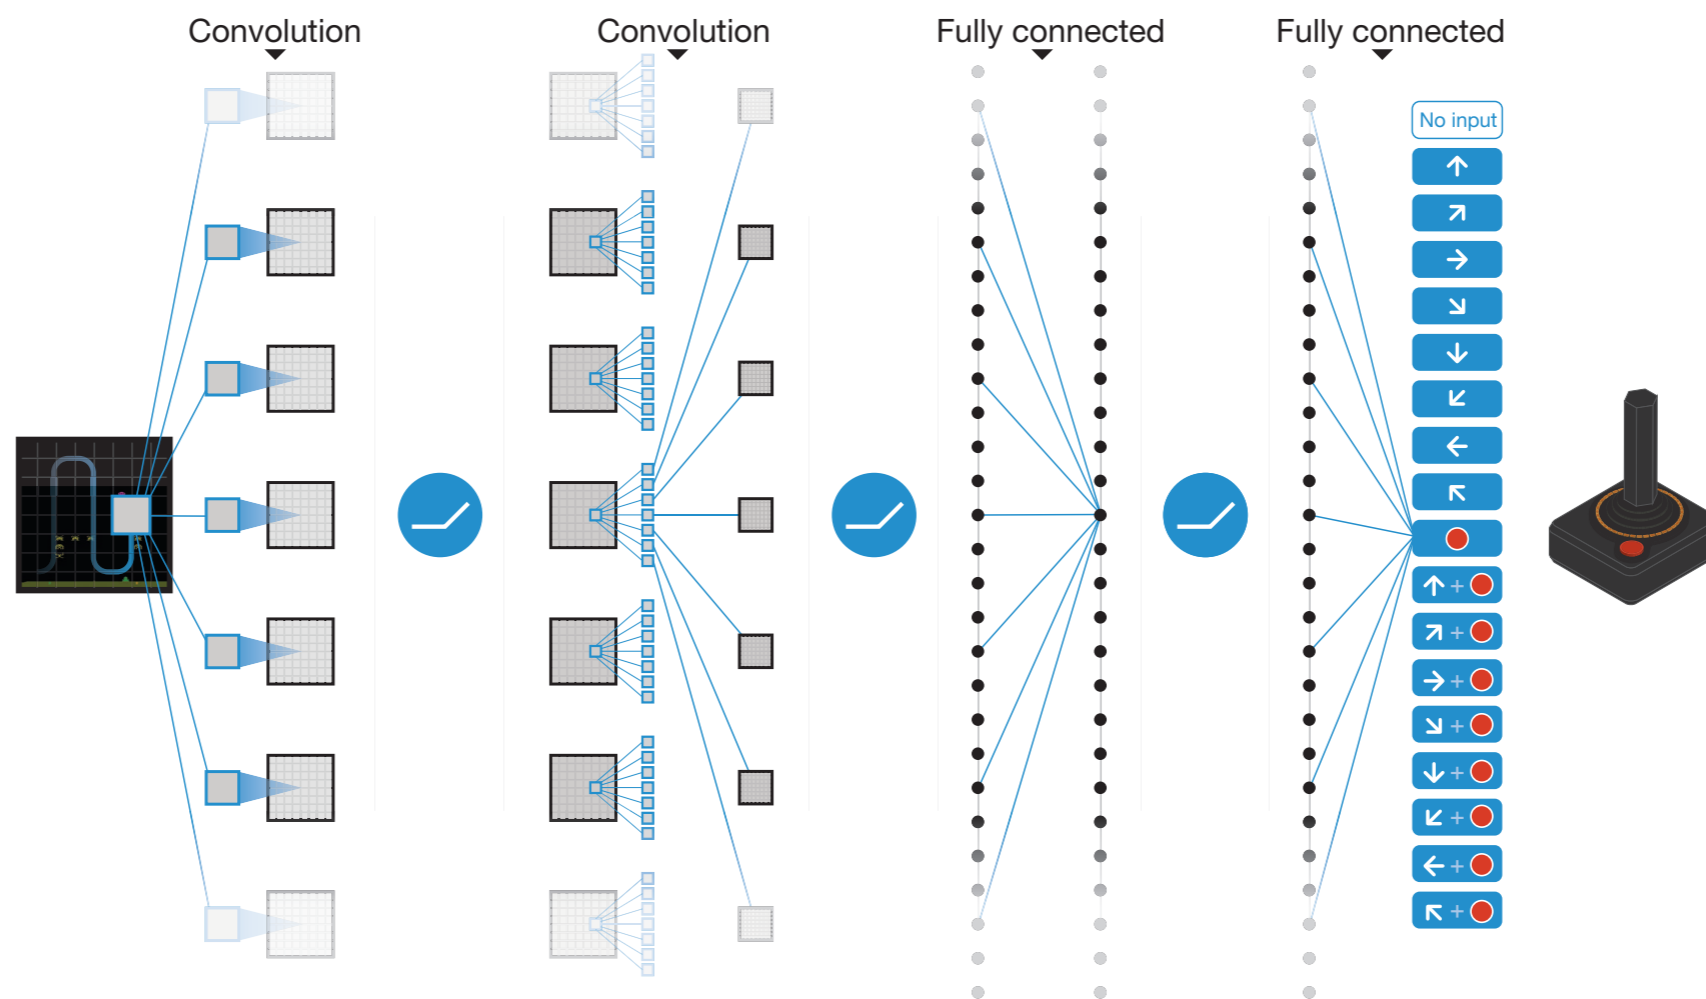 Convolution
Convolution
Fully connected
Fully connected
No input
+
+
+
+
+
+
+
+